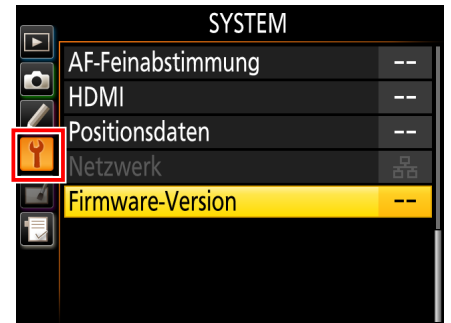 SYSTEM
AF-Feinabstimmung --
HDMI --
Positionsdaten --
Netzwerk
Firmware-Version --